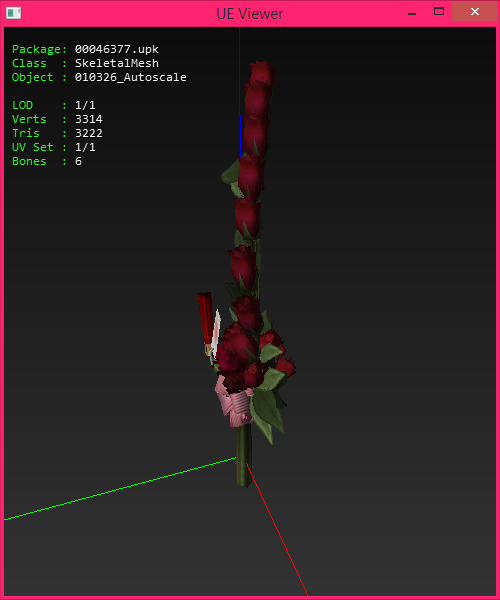 UE Viewer
Package: 00046377.upk
Class  : SkeletalMesh
Object : 010326_Autoscale
LOD    : 1/1
Verts  : 3314
Tris   : 3222
UV Set : 1/1
Bones  : 6